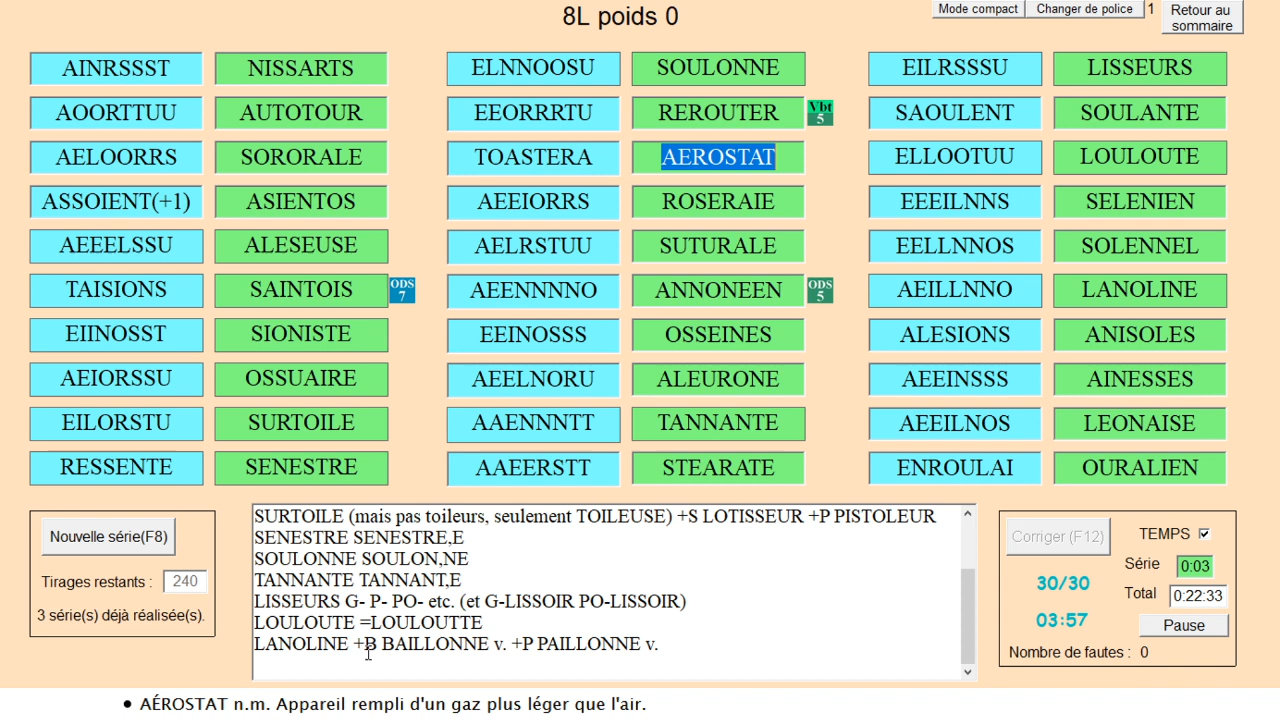 8L poids 0
Mode compact
Changer de police
1
Retour au
sommaire
AINRSSST NISSARTS
AOORTTUU AUTOTOUR
AELOORRS SORORALE
ASSOIENT(+1) ASIENTOS
AEEELSSU ALESEUSE
TAISIONS SAINTOIS ODS 7
EIINOSST SIONISTE
AEIORSSU OSSUAIRE
EILORSTU SURTOILE
RESSENTE SENESTRE
ELNNOOSU SOULONNE
EEORRRTU REROUTER Vbt 5
TOASTERA AEROSTAT
AEEIORRS ROSERAIE
AELRSTUU SUTURALE
AEENNNNO ANNONEEN ODS 5
EEINOSSS OSSEINES
AEELNORU ALEURONE
AAENNNTT TANNANTE
AAEERSTT STEARATE
EILRSSSU LISSEURS
SAOULENT SOULANTE
ELLOOTUU LOULOUTE
EEEILNNS SELENIEN
EELLNNOS SOLENNEL
AEILLNNO LANOLINE
ALESIONS ANISOLES
AEEINSSS AINESSES
AEEILNOS LEONAISE
ENROULAI OURALIEN
Nouvelle série(F8)
Tirages restants : 240
3 série(s) déjà réalisée(s).
SURTOILE (mais pas toileurs, seulement TOILEUSE) +S LOTISSEUR +P PISTOLEUR
SENESTRE SENESTRE,E
SOULONNE SOULON,NE
TANNANTE TANNANT,E
LISSEURS G- P- PO- etc. (et G-LISSOIR PO-LISSOIR)
LOULOUTE =LOULOUTTE
LANOLINE +B BAILLONNE v. +P PAILLONNE v.
Corriger (F12)
TEMPS
Série 0:03
30/30
Total 0:22:33
03:57
Pause
Nombre de fautes : 0
• AÉROSTAT n.m. Appareil rempli d'un gaz plus léger que l'air.